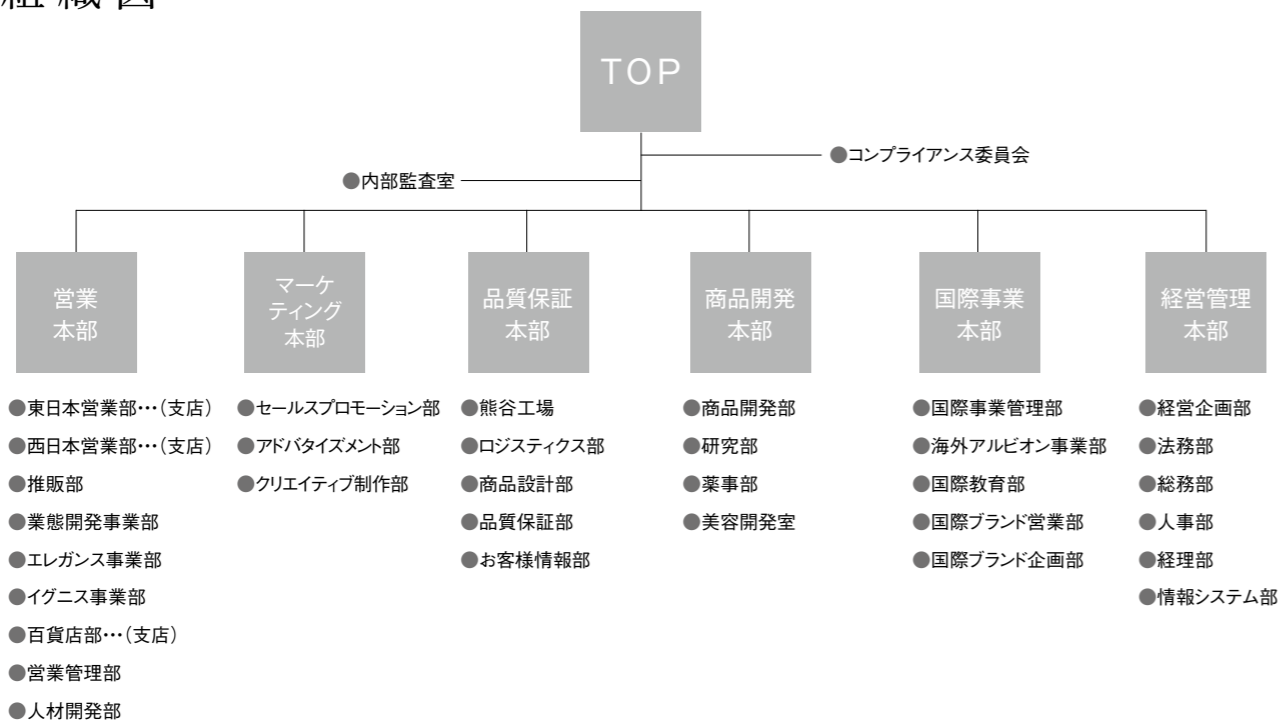 組織図
TOP
●コンプライアンス委員会
●内部監査室
営業
本部
●東日本営業部…（支店）
●西日本営業部…（支店）
●推販部
●業態開発事業部
●エレガンス事業部
●イグニス事業部
●百貨店部…（支店）
●営業管理部
●人材開発部
マーケ
ティング
本部
●セールスプロモーション部
●アドバタイズメント部
●クリエイティブ制作部
品質保証
本部
●熊谷工場
●ロジスティクス部
●商品設計部
●品質保証部
●お客様情報部
商品開発
本部
●商品開発部
●研究部
●薬事部
●美容開発室
国際事業
本部
●国際事業管理部
●海外アルビオン事業部
●国際教育部
●国際ブランド営業部
●国際ブランド企画部
経営管理
本部
●経営企画部
●法務部
●総務部
●人事部
●経理部
●情報システム部